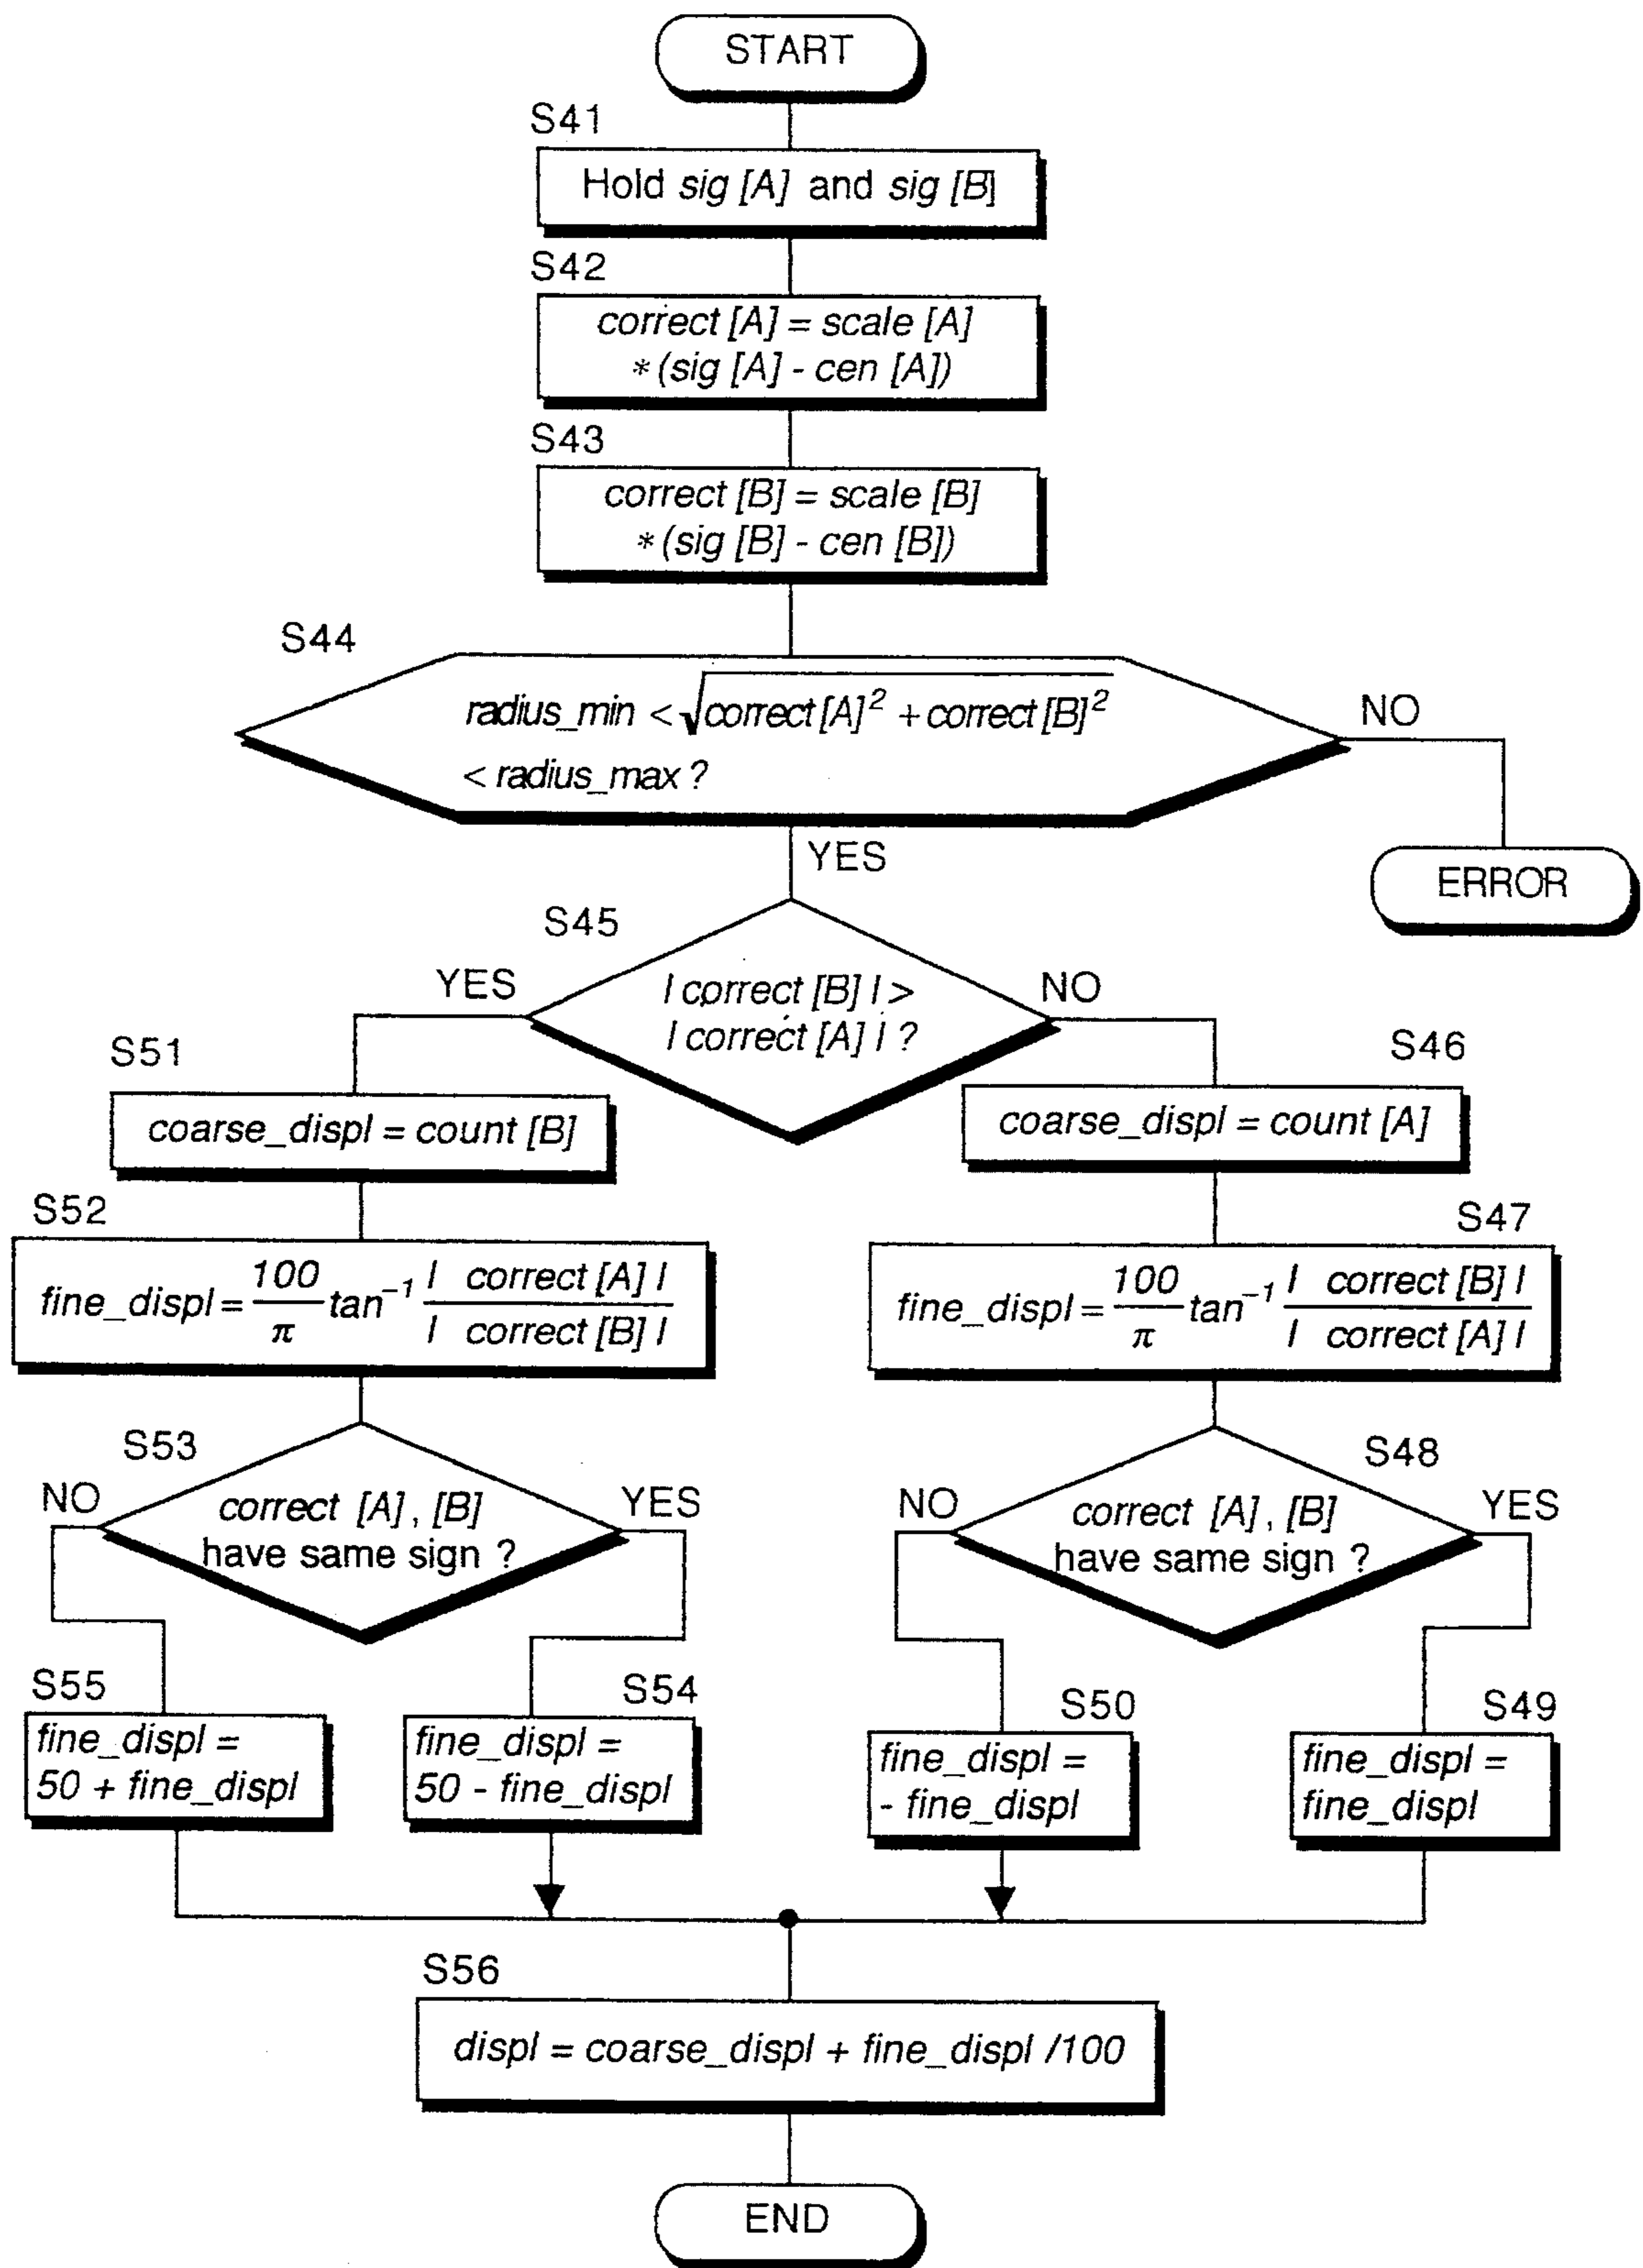 START
S41
Hold sig [A] and sig [B]
S42
correct [A] = scale [A]
* (sig [A] - cen [A])
S43
correct [B] = scale [B]
* (sig [B] - cen [B])
S44
radius_min < √correct [A]² + correct [B]²
< radius_max ?
NO
YES
ERROR
S45
YES
| correct [B] | >
| correct [A] | ?
NO
S51
coarse_displ = count [B]
S46
coarse_displ = count [A]
S52
fine_displ = 100/π tan⁻¹ | correct [A] | / | correct [B] |
S47
fine_displ = 100/π tan⁻¹ | correct [B] | / | correct [A] |
S53
NO
correct [A], [B]
have same sign ?
YES
S48
NO
correct [A], [B]
have same sign ?
YES
S55
fine_displ =
50 + fine_displ
S54
fine_displ =
50 - fine_displ
S50
fine_displ =
- fine_displ
S49
fine_displ =
fine_displ
S56
displ = coarse_displ + fine_displ /100
END